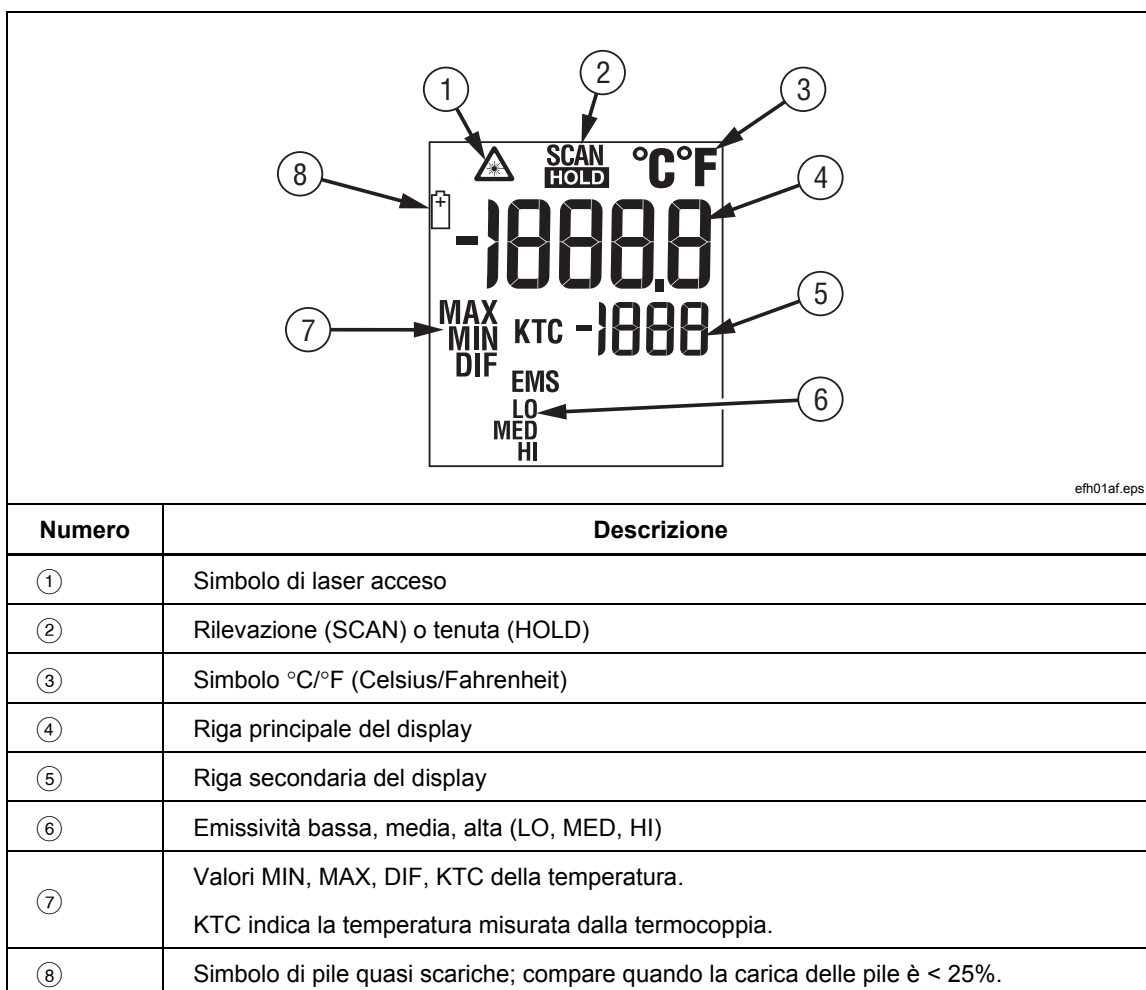 1
2
3
8
SCAN
HOLD
°C°F
4
-1888.8
5
7
MAX
MIN
DIF
KTC -1888
EMS
LO
MED
HI
6
efh01af.eps
Numero Descrizione
1 Simbolo di laser acceso
2 Rilevazione (SCAN) o tenuta (HOLD)
3 Simbolo °C/°F (Celsius/Fahrenheit)
4 Riga principale del display
5 Riga secondaria del display
6 Emissività bassa, media, alta (LO, MED, HI)
7 Valori MIN, MAX, DIF, KTC della temperatura.
KTC indica la temperatura misurata dalla termocoppia.
8 Simbolo di pile quasi scariche; compare quando la carica delle pile è < 25%.